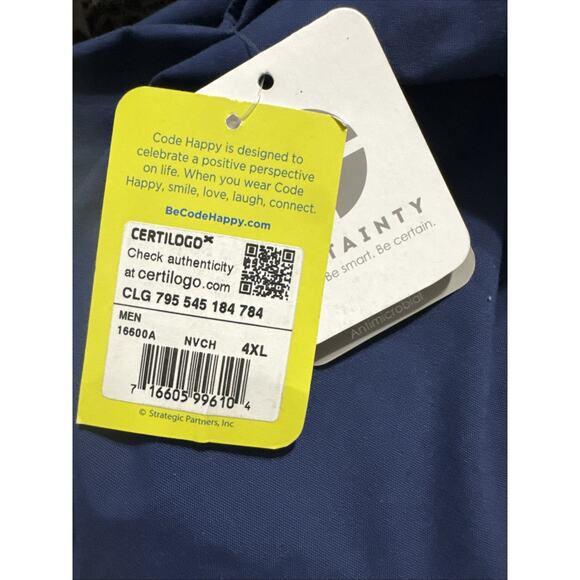 Code Happy is designed to
celebrate a positive perspective
on life. When you wear Code
Happy, smile, love, laugh, connect.
BeCodeHappy.com
CERTILOGO
Check authenticity
at certilogo.com
CLG 795 545 184 784
MEN
16600A NVCH 4XL
7 16605 99610 4
© Strategic Partners, Inc
TAINTY
Be smart. Be certain.
Antimicrobial